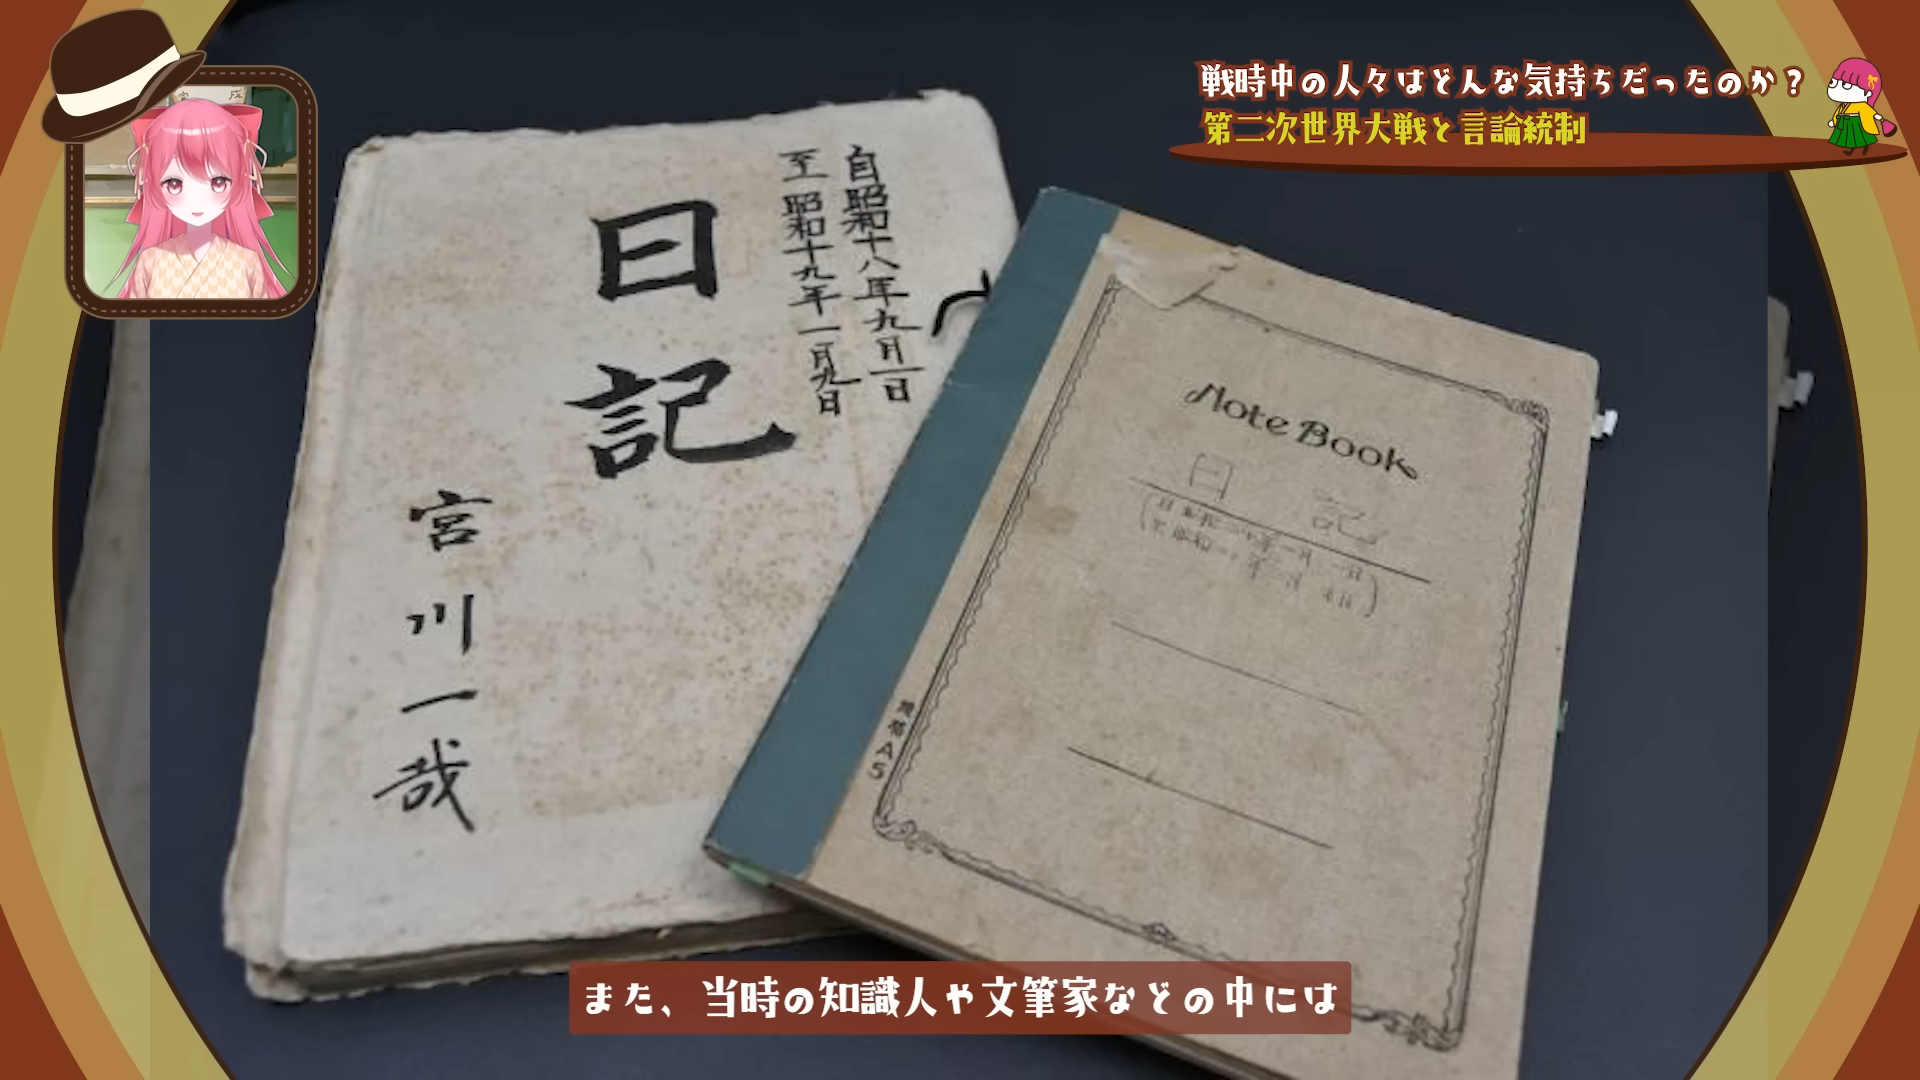 戦時中の人々はどんな気持ちだったのか？
第二次世界大戦と言論統制
自昭和十八年九月一日
至昭和十九年一月九日
日記
宮川一哉
Note Book
日記
規格A5
また、当時の知識人や文筆家などの中には